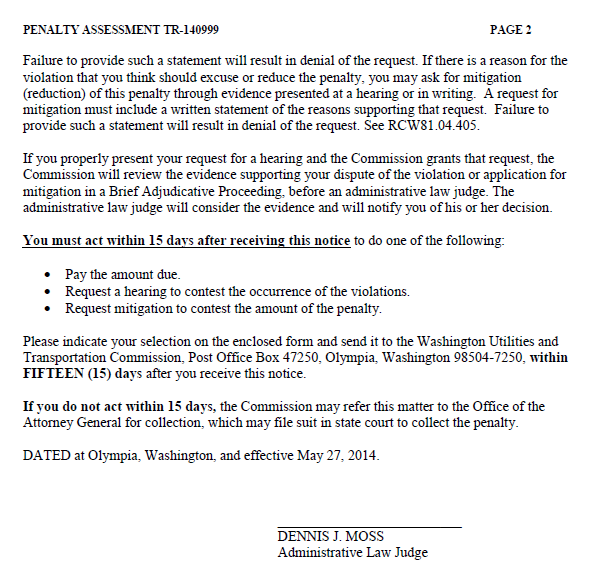 PENALTY ASSESSMENT TR-140999 PAGE 2
Failure to provide such a statement will result in denial of the request. If there is a reason for the
violation that you think should excuse or reduce the penalty, you may ask for mitigation
(reduction) of this penalty through evidence presented at a hearing or in writing.  A request for
mitigation must include a written statement of the reasons supporting that request.  Failure to
provide such a statement will result in denial of the request. See RCW81.04.405.
If you properly present your request for a hearing and the Commission grants that request, the
Commission will review the evidence supporting your dispute of the violation or application for
mitigation in a Brief Adjudicative Proceeding, before an administrative law judge. The
administrative law judge will consider the evidence and will notify you of his or her decision.
You must act within 15 days after receiving this notice to do one of the following:
• Pay the amount due.
• Request a hearing to contest the occurrence of the violations.
• Request mitigation to contest the amount of the penalty.
Please indicate your selection on the enclosed form and send it to the Washington Utilities and
Transportation Commission, Post Office Box 47250, Olympia, Washington 98504-7250, within
FIFTEEN (15) days after you receive this notice.
If you do not act within 15 days, the Commission may refer this matter to the Office of the
Attorney General for collection, which may file suit in state court to collect the penalty.
DATED at Olympia, Washington, and effective May 27, 2014.
DENNIS J. MOSS
Administrative Law Judge